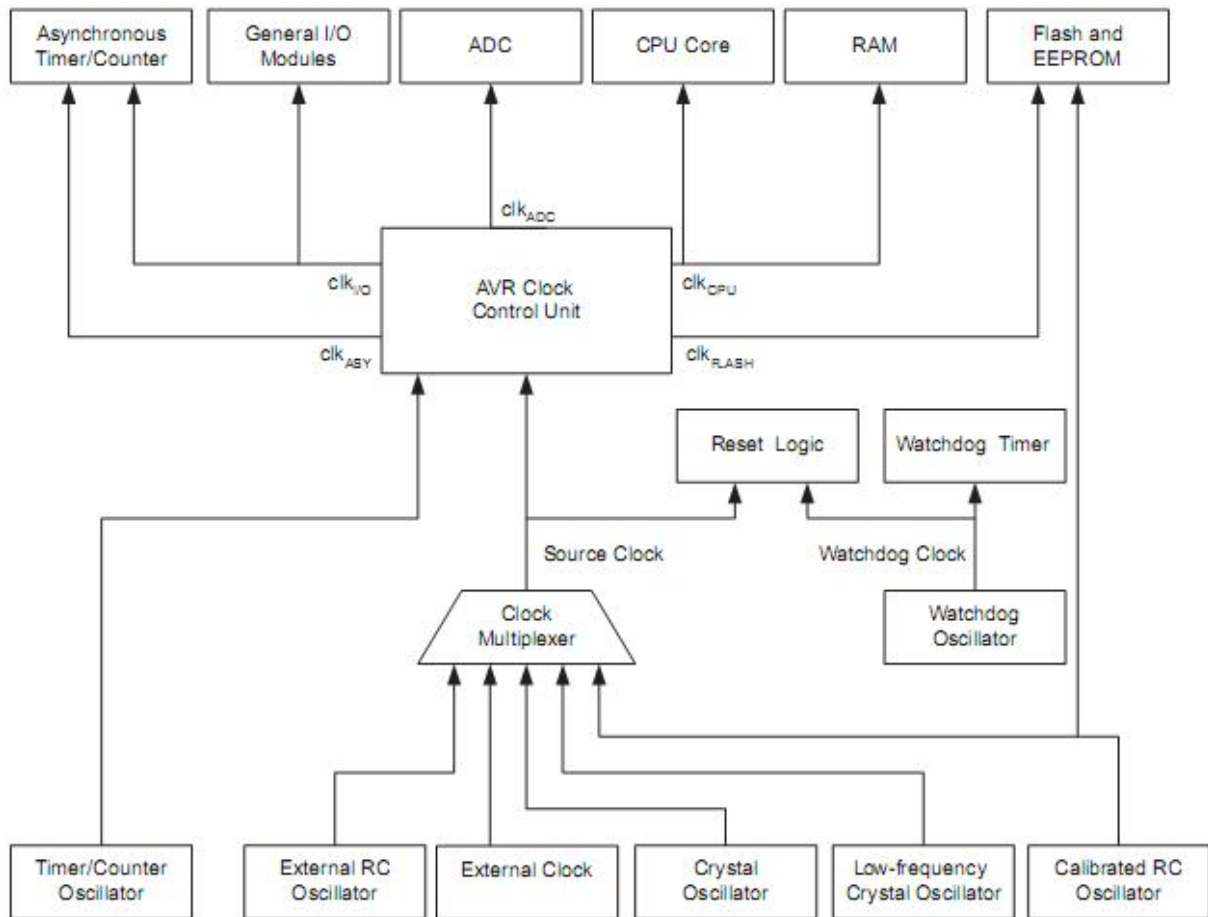 Asynchronous
Timer/Counter
General I/O
Modules
ADC
CPU Core
RAM
Flash and
EEPROM
clkADC
clkI/O
AVR Clock
Control Unit
clkCPU
clkASY
clkFLASH
Reset Logic
Watchdog Timer
Source Clock
Watchdog Clock
Clock
Multiplexer
Watchdog
Oscillator
Timer/Counter
Oscillator
External RC
Oscillator
External Clock
Crystal
Oscillator
Low-frequency
Crystal Oscillator
Calibrated RC
Oscillator